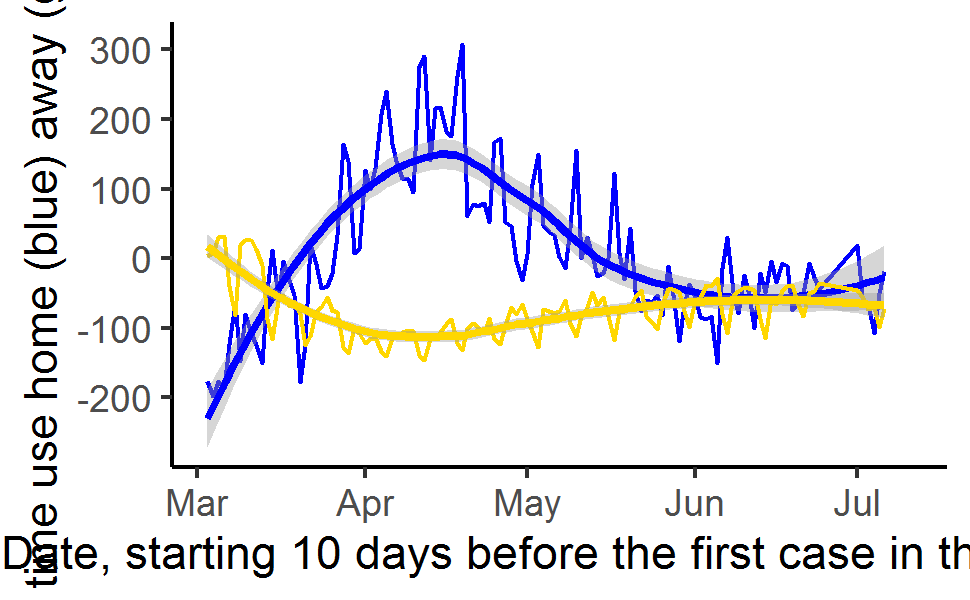 time use home (blue) away (
300
200
100
0
-100
-200
Mar Apr May Jun Jul
Date, starting 10 days before the first case in th